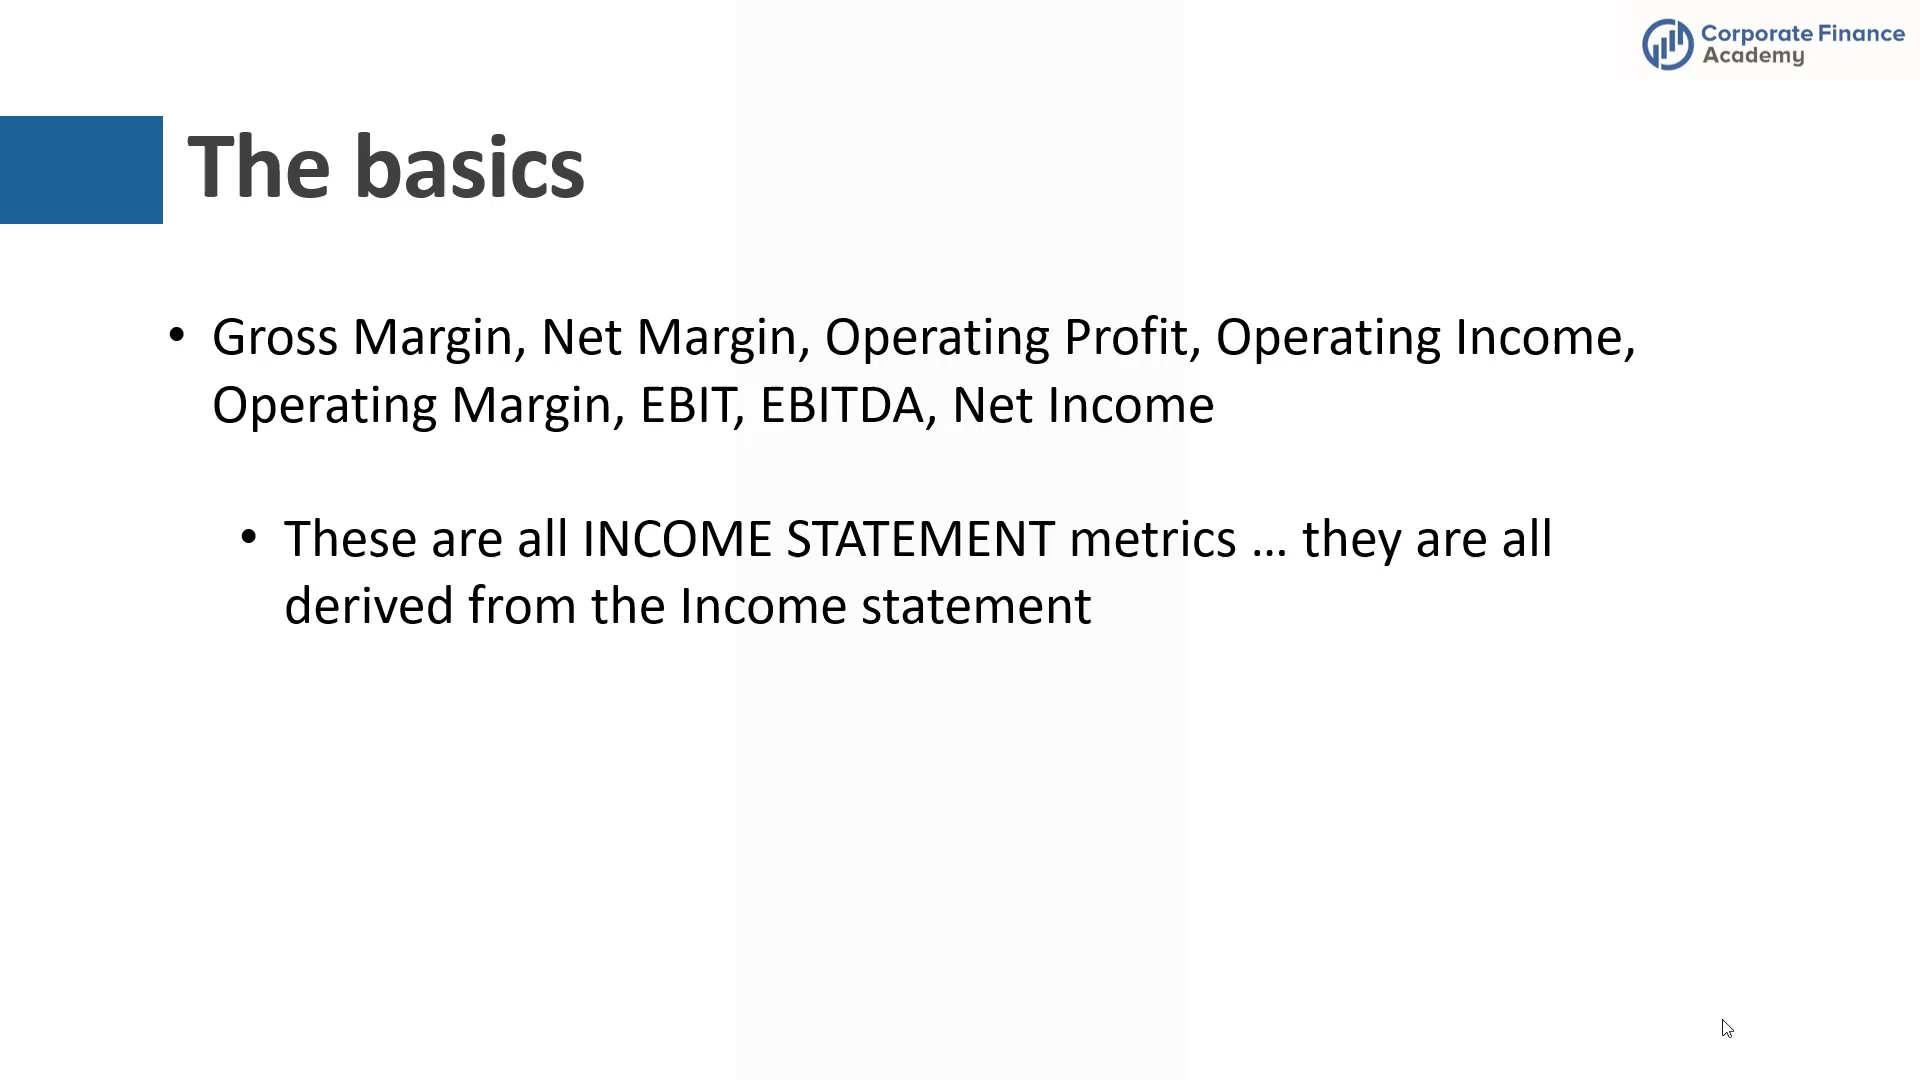 Corporate Finance
Academy
The basics
• Gross Margin, Net Margin, Operating Profit, Operating Income,
Operating Margin, EBIT, EBITDA, Net Income
• These are all INCOME STATEMENT metrics ... they are all
derived from the Income statement